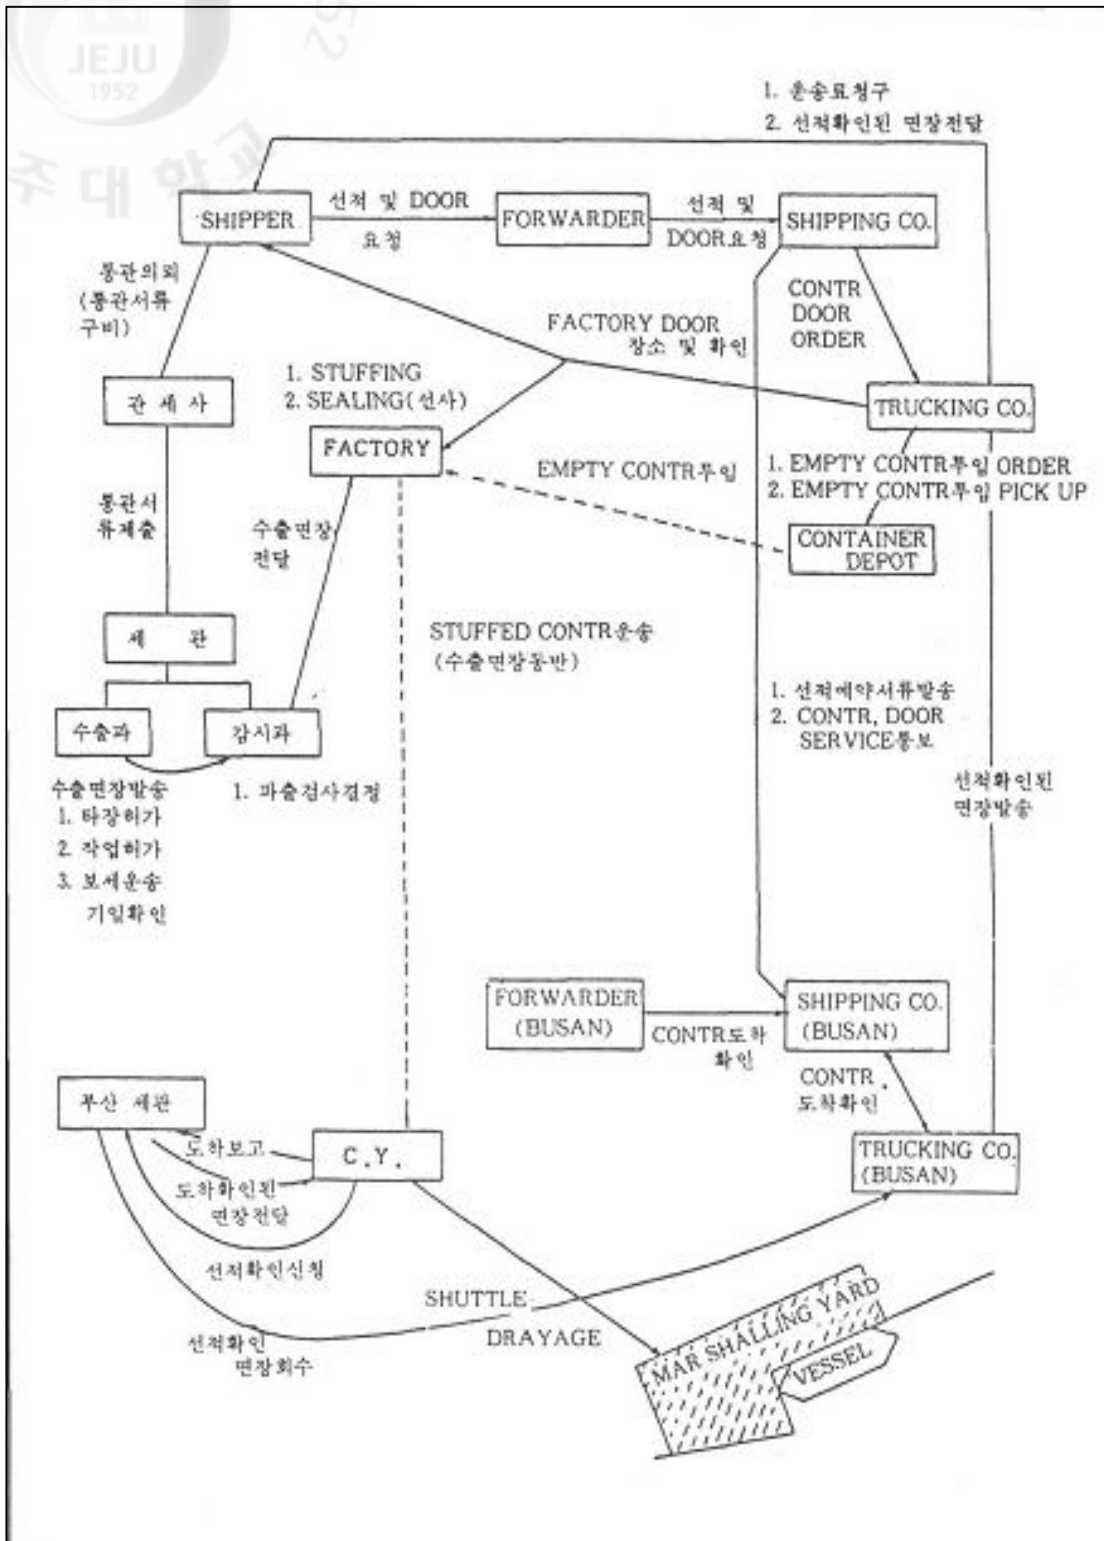 JEJU
1952
52
주대학
1. 운송료청구
2. 선적확인된 면장전달
SHIPPER
선적 및 DOOR
요청
FORWARDER
선적 및
DOOR요청
SHIPPING CO.
통관의뢰
(통관서류
구비)
CONTR
DOOR
ORDER
FACTORY DOOR
장소 및 확인
1. STUFFING
2. SEALING(선사)
관세사
TRUCKING CO.
FACTORY
EMPTY CONTR투입
1. EMPTY CONTR투입 ORDER
2. EMPTY CONTR투입 PICK UP
통관서
류제출
수출면장
전달
CONTAINER
DEPOT
세 관
STUFFED CONTR운송
(수출면장동반)
수출과
감시과
1. 선적예약서류발송
2. CONTR, DOOR
SERVICE통보
수출면장발송
1. 타장허가
2. 작업허가
3. 보세운송
기입확인
1. 파출검사결정
선적확인된
면장발송
FORWARDER
(BUSAN)
CONTR도착
확인
SHIPPING CO.
(BUSAN)
CONTR.
도착확인
부산 세관
도착보고
C.Y.
도착확인된
면장전달
TRUCKING CO.
(BUSAN)
선적확인신청
SHUTTLE
DRAYAGE
선적확인
면장회수
MAR SHALLING YARD
VESSEL